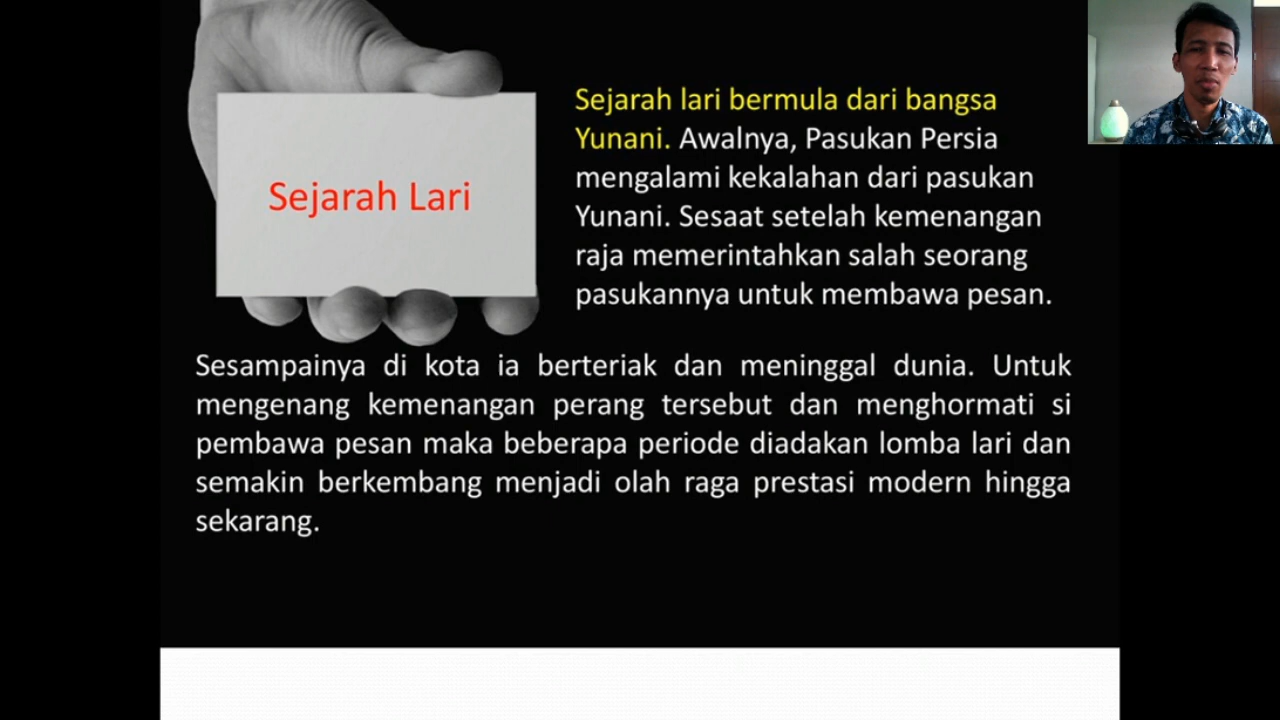 Sejarah Lari
Sejarah lari bermula dari bangsa
Yunani. Awalnya, Pasukan Persia
mengalami kekalahan dari pasukan
Yunani. Sesaat setelah kemenangan
raja memerintahkan salah seorang
pasukannya untuk membawa pesan.
Sesampainya di kota ia berteriak dan meninggal dunia. Untuk
mengenang kemenangan perang tersebut dan menghormati si
pembawa pesan maka beberapa periode diadakan lomba lari dan
semakin berkembang menjadi olah raga prestasi modern hingga
sekarang.